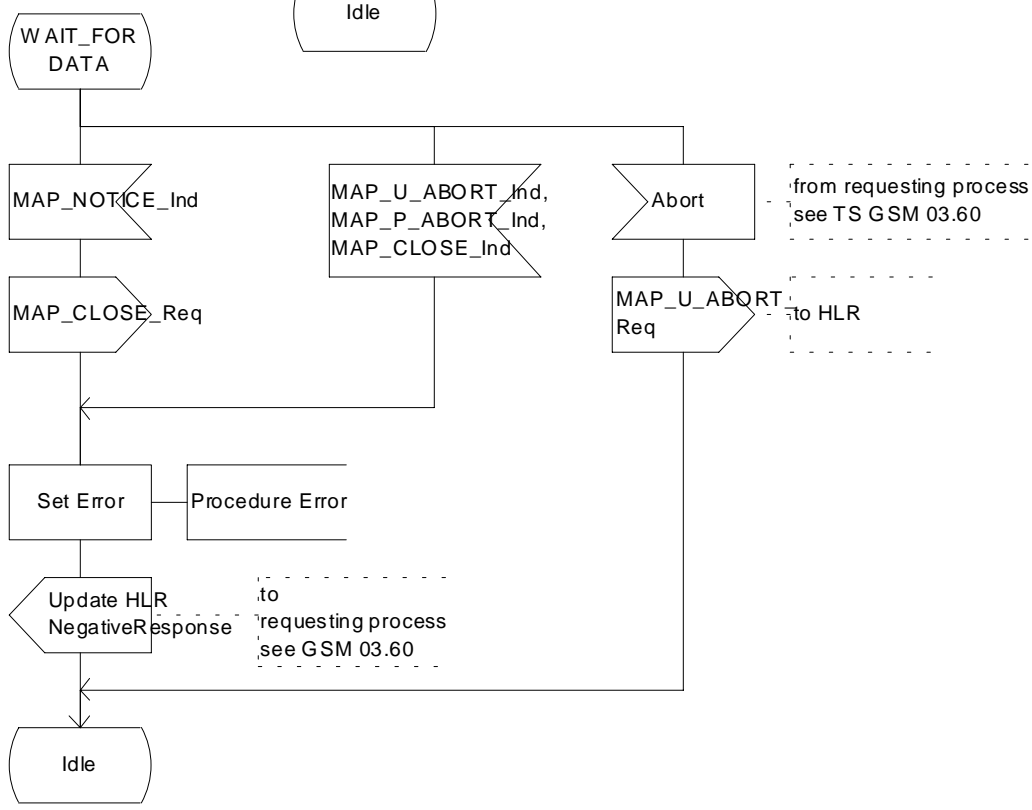 Idle
WAIT_FOR
DATA
MAP_NOTICE_Ind
MAP_U_ABORT_Ind,
MAP_P_ABORT_Ind,
MAP_CLOSE_Ind
Abort
from requesting process
see TS GSM 03.60
MAP_CLOSE_Req
MAP_U_ABORT_
Req
to HLR
Set Error
Procedure Error
Update HLR
NegativeResponse
to
requesting process
see GSM 03.60
Idle